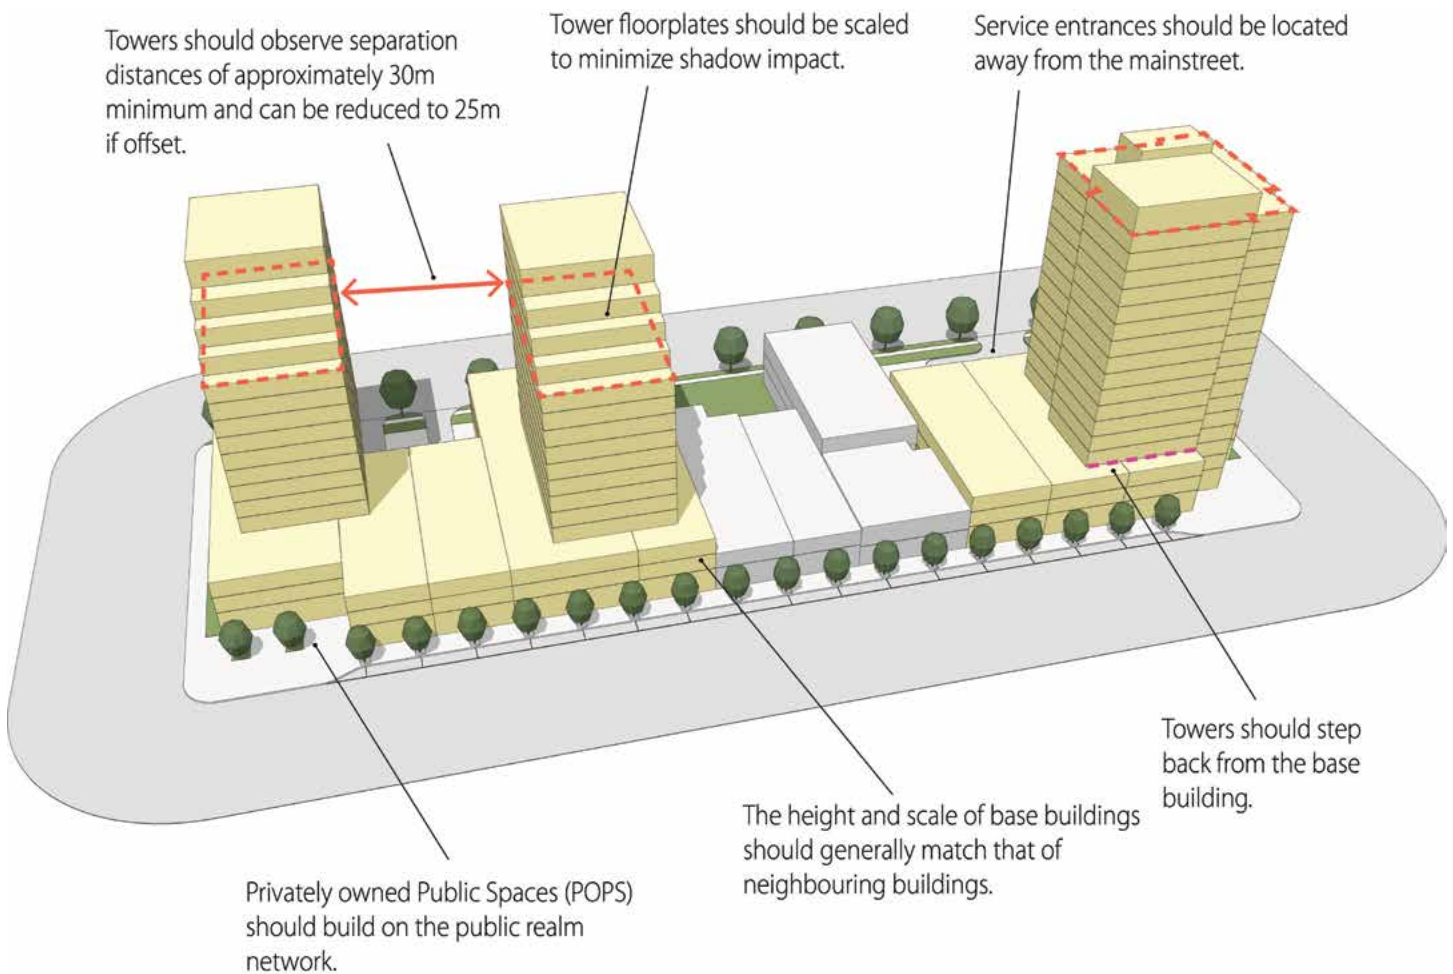 Towers should observe separation
distances of approximately 30m
minimum and can be reduced to 25m
if offset.
Tower floorplates should be scaled
to minimize shadow impact.
Service entrances should be located
away from the mainstreet.
Towers should step
back from the base
building.
The height and scale of base buildings
should generally match that of
neighbouring buildings.
Privately owned Public Spaces (POPS)
should build on the public realm
network.